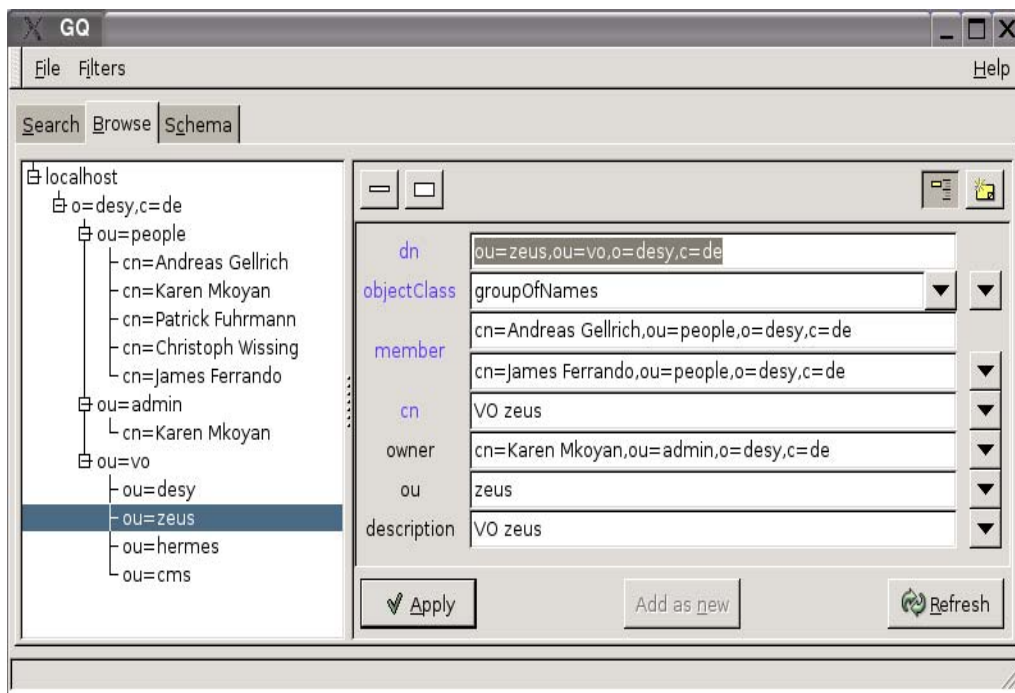 GQ
File Filters Help
Search Browse Schema
localhost
o=desy,c=de
ou=people
cn=Andreas Gellrich
cn=Karen Mkoyan
cn=Patrick Fuhrmann
cn=Christoph Wissing
cn=James Ferrando
ou=admin
cn=Karen Mkoyan
ou=vo
ou=desy
ou=zeus
ou=hermes
ou=cms
dn ou=zeus,ou=vo,o=desy,c=de
objectClass groupOfNames
member cn=Andreas Gellrich,ou=people,o=desy,c=de
cn=James Ferrando,ou=people,o=desy,c=de
cn VO zeus
owner cn=Karen Mkoyan,ou=admin,o=desy,c=de
ou zeus
description VO zeus
Apply Add as new Refresh